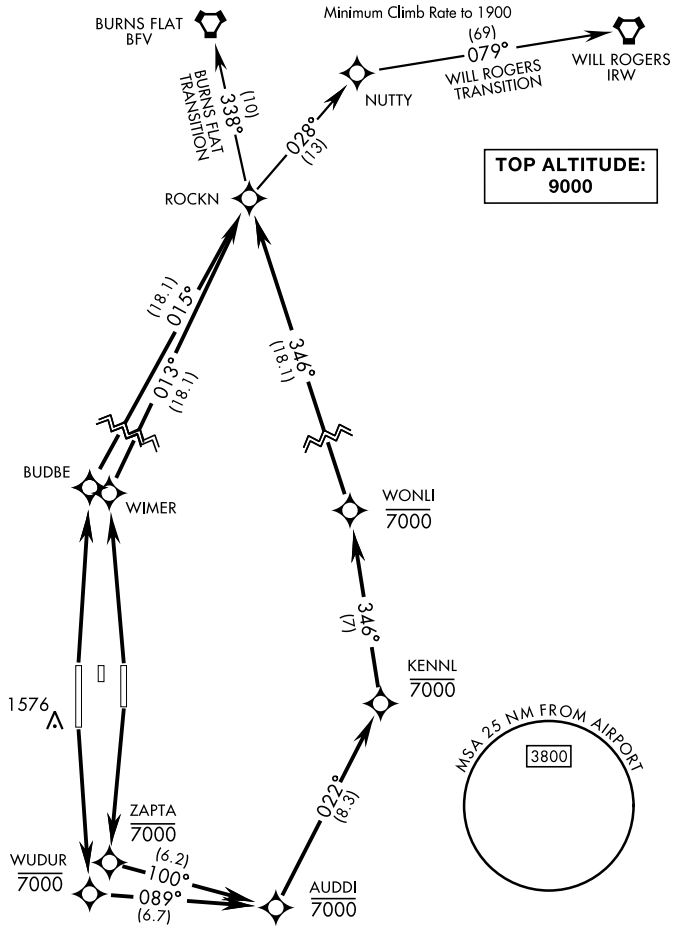 Minimum Climb Rate to 1900
BURNS FLAT
BFV
(69)
079°
WILL ROGERS
TRANSITION
WILL ROGERS
IRW
NUTTY
(10)
338°
BURNS FLAT
TRANSITION
028°
(13)
TOP ALTITUDE:
9000
ROCKN
(18.1)
015°
013°
(18.1)
346°
(18.1)
BUDBE
WIMER
WONLI
7000
346°
(7)
KENNL
7000
1576
MSA 25 NM FROM AIRPORT
3800
022°
(8.3)
ZAPTA
7000
(6.2)
100°
WUDUR
7000
089°
(6.7)
AUDDI
7000